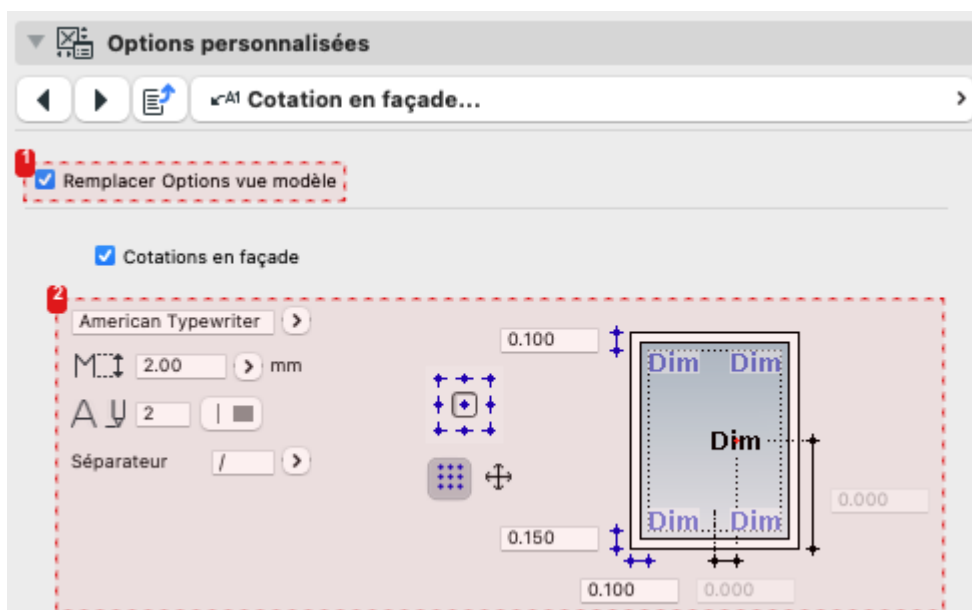 Options personnalisées
A1 Cotation en façade...
1
Remplacer Options vue modèle
Cotations en façade
2
American Typewriter
0.100
2.00 mm
Dim Dim
A 2
Dim
Séparateur /
0.000
Dim Dim
0.150
0.100 0.000